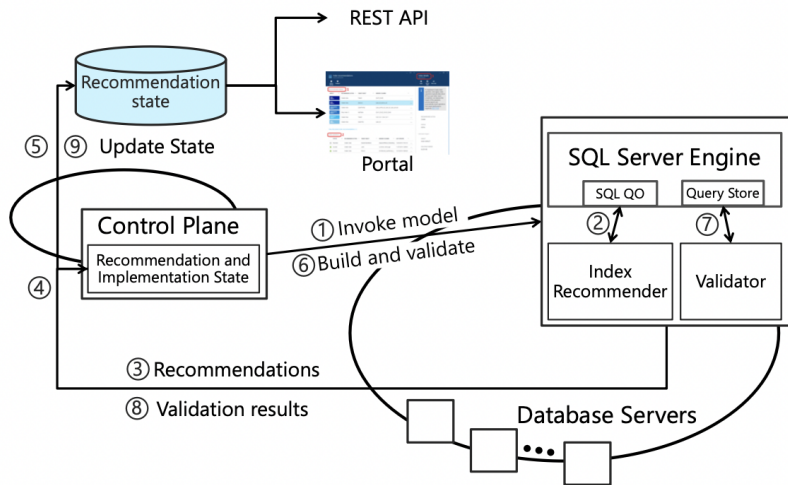 REST API
Recommendation
state
Portal
⑤ ⑨ Update State
SQL Server Engine
SQL QO
Query Store
Control Plane
Recommendation and
Implementation State
① Invoke model
⑥ Build and validate
②
⑦
Index
Recommender
Validator
④
③ Recommendations
⑧ Validation results
Database Servers